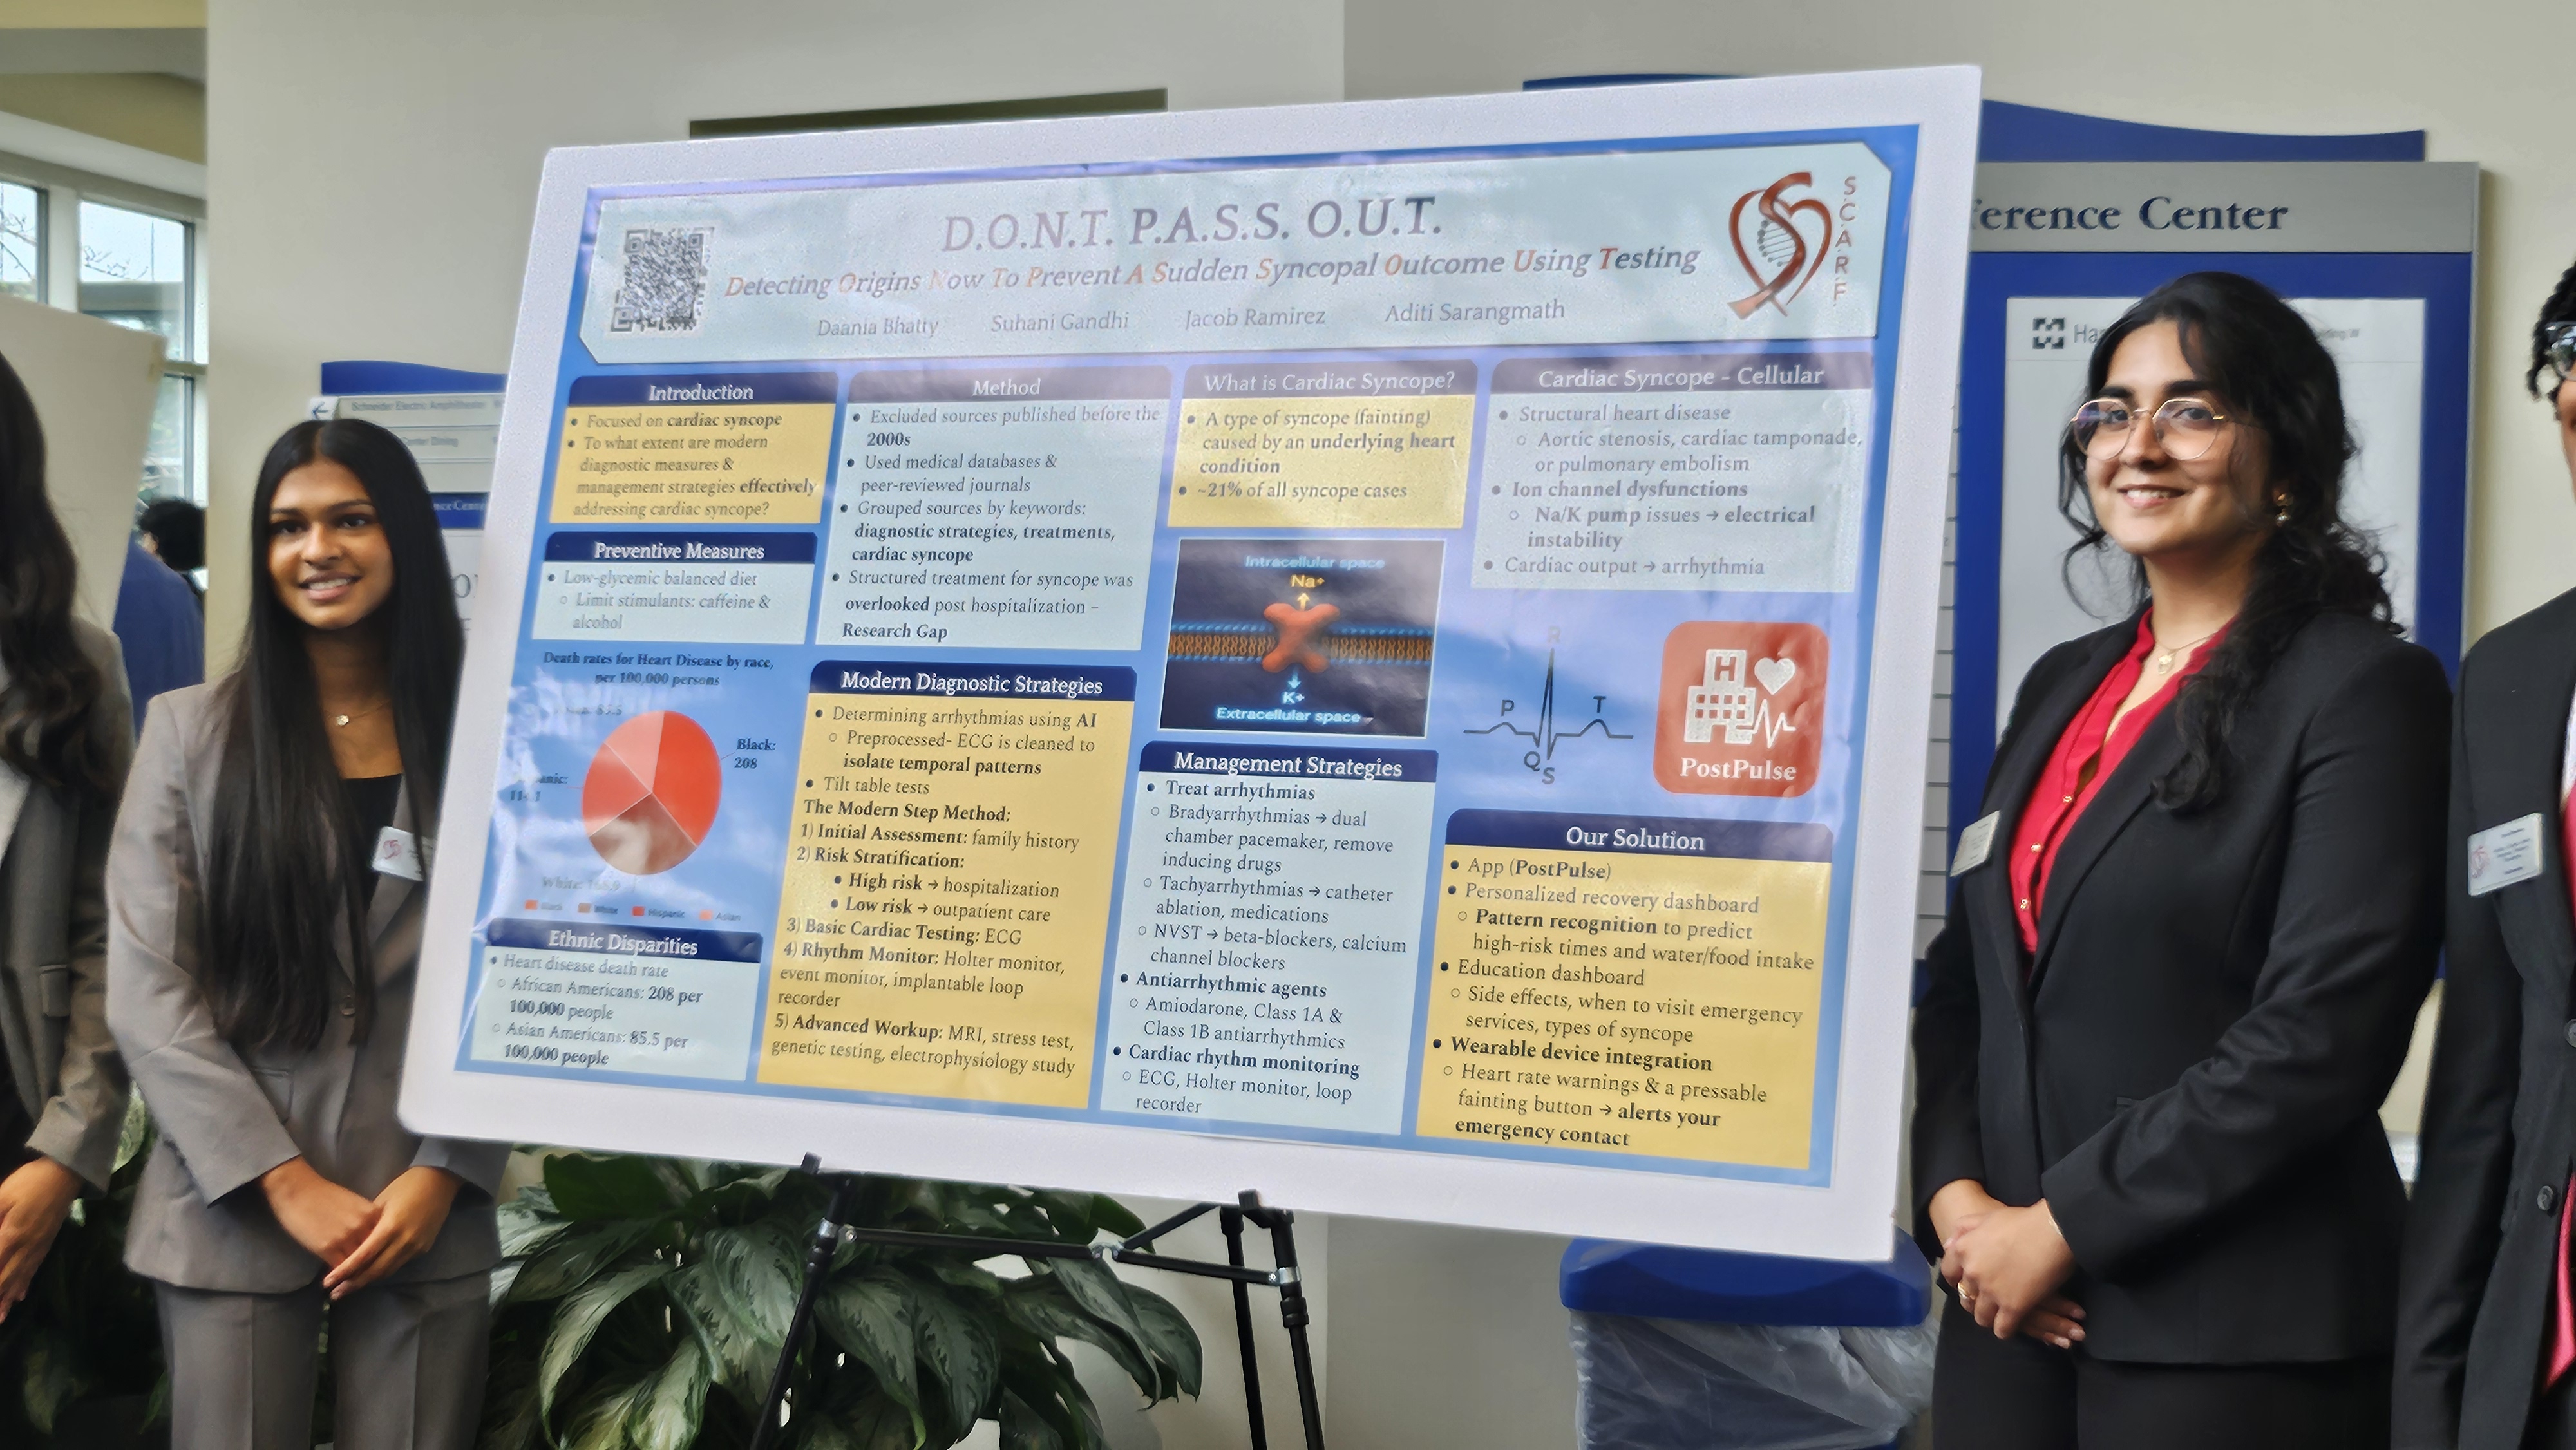 D.O.N.T. P.A.S.S. O.U.T.
Detecting Origins Now To Prevent A Sudden Syncopal Outcome Using Testing
Daania Bhatty Suhani Gandhi Jacob Ramirez Aditi Sarangmath
S.C.A.R.F.
Introduction
• Focused on cardiac syncope
• To what extent are modern
diagnostic measures &
management strategies effectively
addressing cardiac syncope?
Preventive Measures
• Low-glycemic balanced diet
○ Limit stimulants: caffeine &
alcohol
Death rates for Heart Disease by race,
per 100,000 persons
Black:
208
Black White Hispanic Asian
Ethnic Disparities
• Heart disease death rate
○ African Americans: 208 per
100,000 people
○ Asian Americans: 85.5 per
100,000 people
Method
• Excluded sources published before the
2000s
• Used medical databases &
peer-reviewed journals
• Grouped sources by keywords:
diagnostic strategies, treatments,
cardiac syncope
• Structured treatment for syncope was
overlooked post hospitalization –
Research Gap
Modern Diagnostic Strategies
• Determining arrhythmias using AI
○ Preprocessed- ECG is cleaned to
isolate temporal patterns
• Tilt table tests
The Modern Step Method:
1) Initial Assessment: family history
2) Risk Stratification:
• High risk → hospitalization
• Low risk → outpatient care
3) Basic Cardiac Testing: ECG
4) Rhythm Monitor: Holter monitor,
event monitor, implantable loop
recorder
5) Advanced Workup: MRI, stress test,
genetic testing, electrophysiology study
What is Cardiac Syncope?
• A type of syncope (fainting)
caused by an underlying heart
condition
• ~21% of all syncope cases
Intracellular space
Na+
K+
Extracellular space
Management Strategies
• Treat arrhythmias
○ Bradyarrhythmias → dual
chamber pacemaker, remove
inducing drugs
○ Tachyarrhythmias → catheter
ablation, medications
○ NVST → beta-blockers, calcium
channel blockers
• Antiarrhythmic agents
○ Amiodarone, Class 1A &
Class 1B antiarrhythmics
• Cardiac rhythm monitoring
○ ECG, Holter monitor, loop
recorder
Cardiac Syncope - Cellular
• Structural heart disease
○ Aortic stenosis, cardiac tamponade,
or pulmonary embolism
• Ion channel dysfunctions
○ Na/K pump issues → electrical
instability
• Cardiac output → arrhythmia
R
P T
Q
S
H
PostPulse
Our Solution
• App (PostPulse)
• Personalized recovery dashboard
○ Pattern recognition to predict
high-risk times and water/food intake
• Education dashboard
○ Side effects, when to visit emergency
services, types of syncope
• Wearable device integration
○ Heart rate warnings & a pressable
fainting button → alerts your
emergency contact
Center